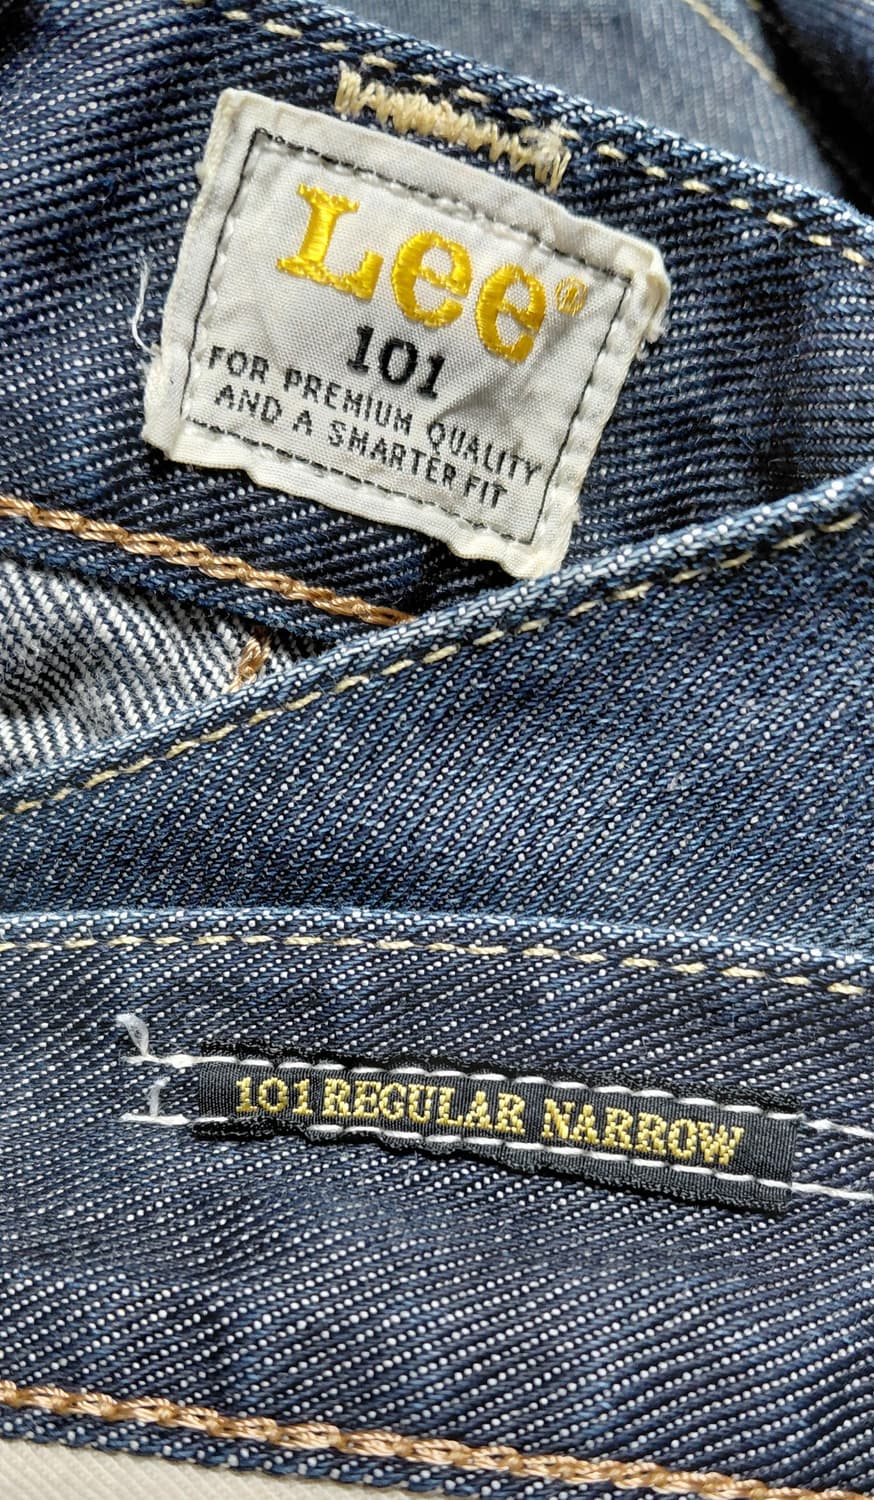 Lee®
101
FOR PREMIUM QUALITY
AND A SMARTER FIT
101 REGULAR NARROW